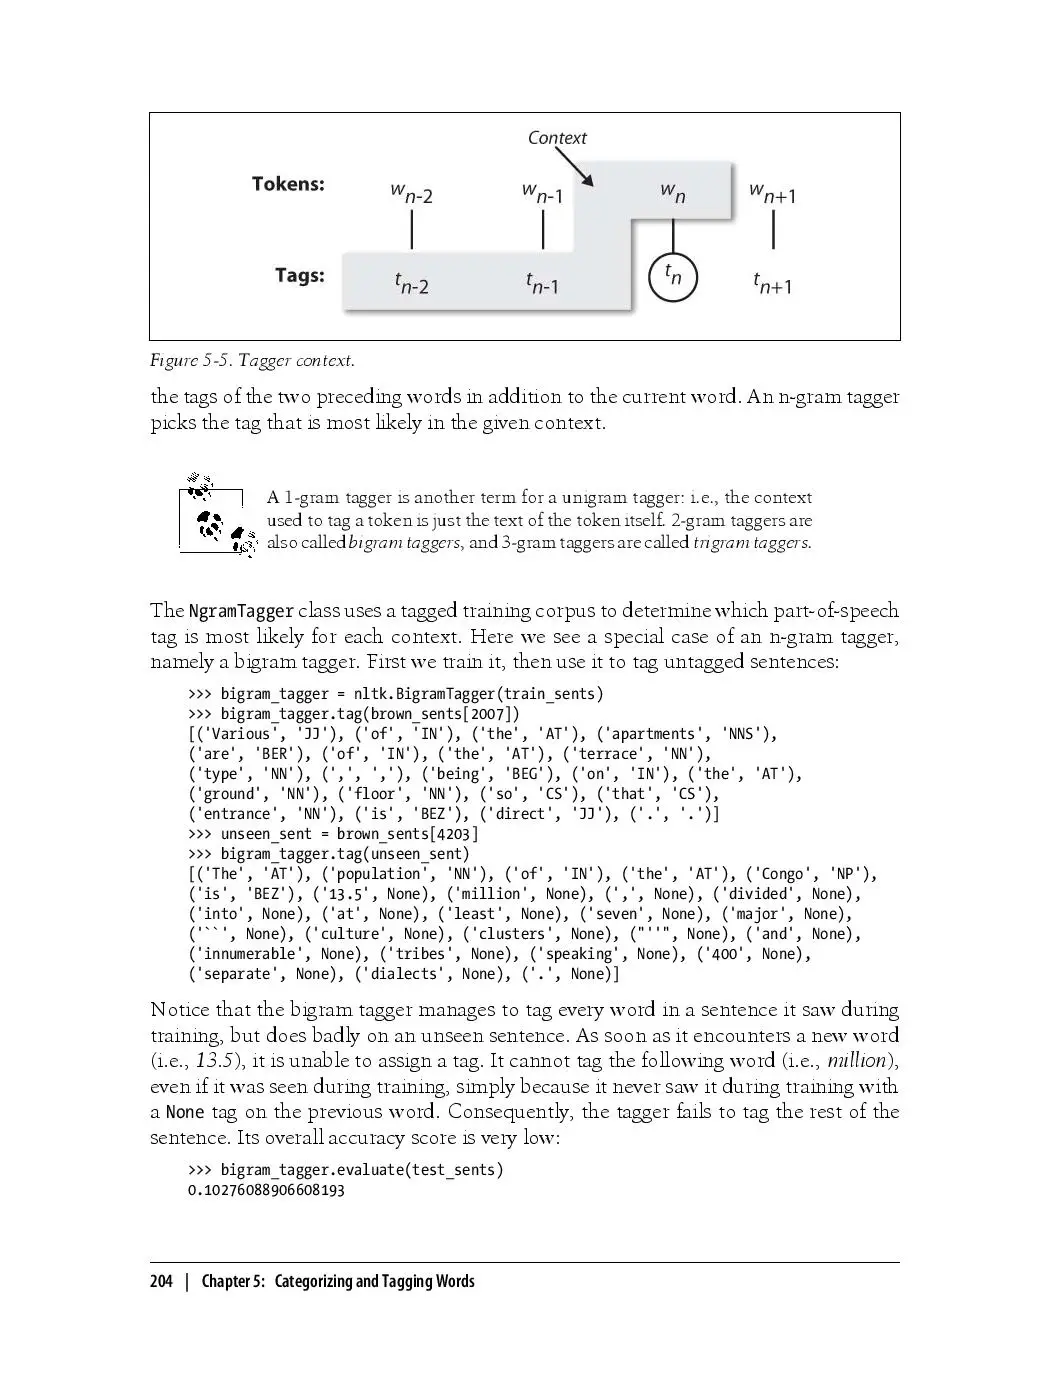 Context
Tokens: wn-2 wn-1 wn wn+1
Tags: tn-2 tn-1 tn tn+1
Figure 5-5. Tagger context.
the tags of the two preceding words in addition to the current word. An n-gram tagger
picks the tag that is most likely in the given context.
A 1-gram tagger is another term for a unigram tagger: i.e., the context
used to tag a token is just the text of the token itself. 2-gram taggers are
also called bigram taggers, and 3-gram taggers are called trigram taggers.
The NgramTagger class uses a tagged training corpus to determine which part-of-speech
tag is most likely for each context. Here we see a special case of an n-gram tagger,
namely a bigram tagger. First we train it, then use it to tag untagged sentences:
>>> bigram_tagger = nltk.BigramTagger(train_sents)
>>> bigram_tagger.tag(brown_sents[2007])
[('Various', 'JJ'), ('of', 'IN'), ('the', 'AT'), ('apartments', 'NNS'),
('are', 'BER'), ('of', 'IN'), ('the', 'AT'), ('terrace', 'NN'),
('type', 'NN'), (',', ','), ('being', 'BEG'), ('on', 'IN'), ('the', 'AT'),
('ground', 'NN'), ('floor', 'NN'), ('so', 'CS'), ('that', 'CS'),
('entrance', 'NN'), ('is', 'BEZ'), ('direct', 'JJ'), ('.', '.')]
>>> unseen_sent = brown_sents[4203]
>>> bigram_tagger.tag(unseen_sent)
[('The', 'AT'), ('population', 'NN'), ('of', 'IN'), ('the', 'AT'), ('Congo', 'NP'),
('is', 'BEZ'), ('13.5', None), ('million', None), (',', None), ('divided', None),
('into', None), ('at', None), ('least', None), ('seven', None), ('major', None),
('``', None), ('culture', None), ('clusters', None), ("''", None), ('and', None),
('innumerable', None), ('tribes', None), ('speaking', None), ('400', None),
('separate', None), ('dialects', None), ('.', None)]
Notice that the bigram tagger manages to tag every word in a sentence it saw during
training, but does badly on an unseen sentence. As soon as it encounters a new word
(i.e., 13.5), it is unable to assign a tag. It cannot tag the following word (i.e., million),
even if it was seen during training, simply because it never saw it during training with
a None tag on the previous word. Consequently, the tagger fails to tag the rest of the
sentence. Its overall accuracy score is very low:
>>> bigram_tagger.evaluate(test_sents)
0.10276088906608193
204 | Chapter 5: Categorizing and Tagging Words